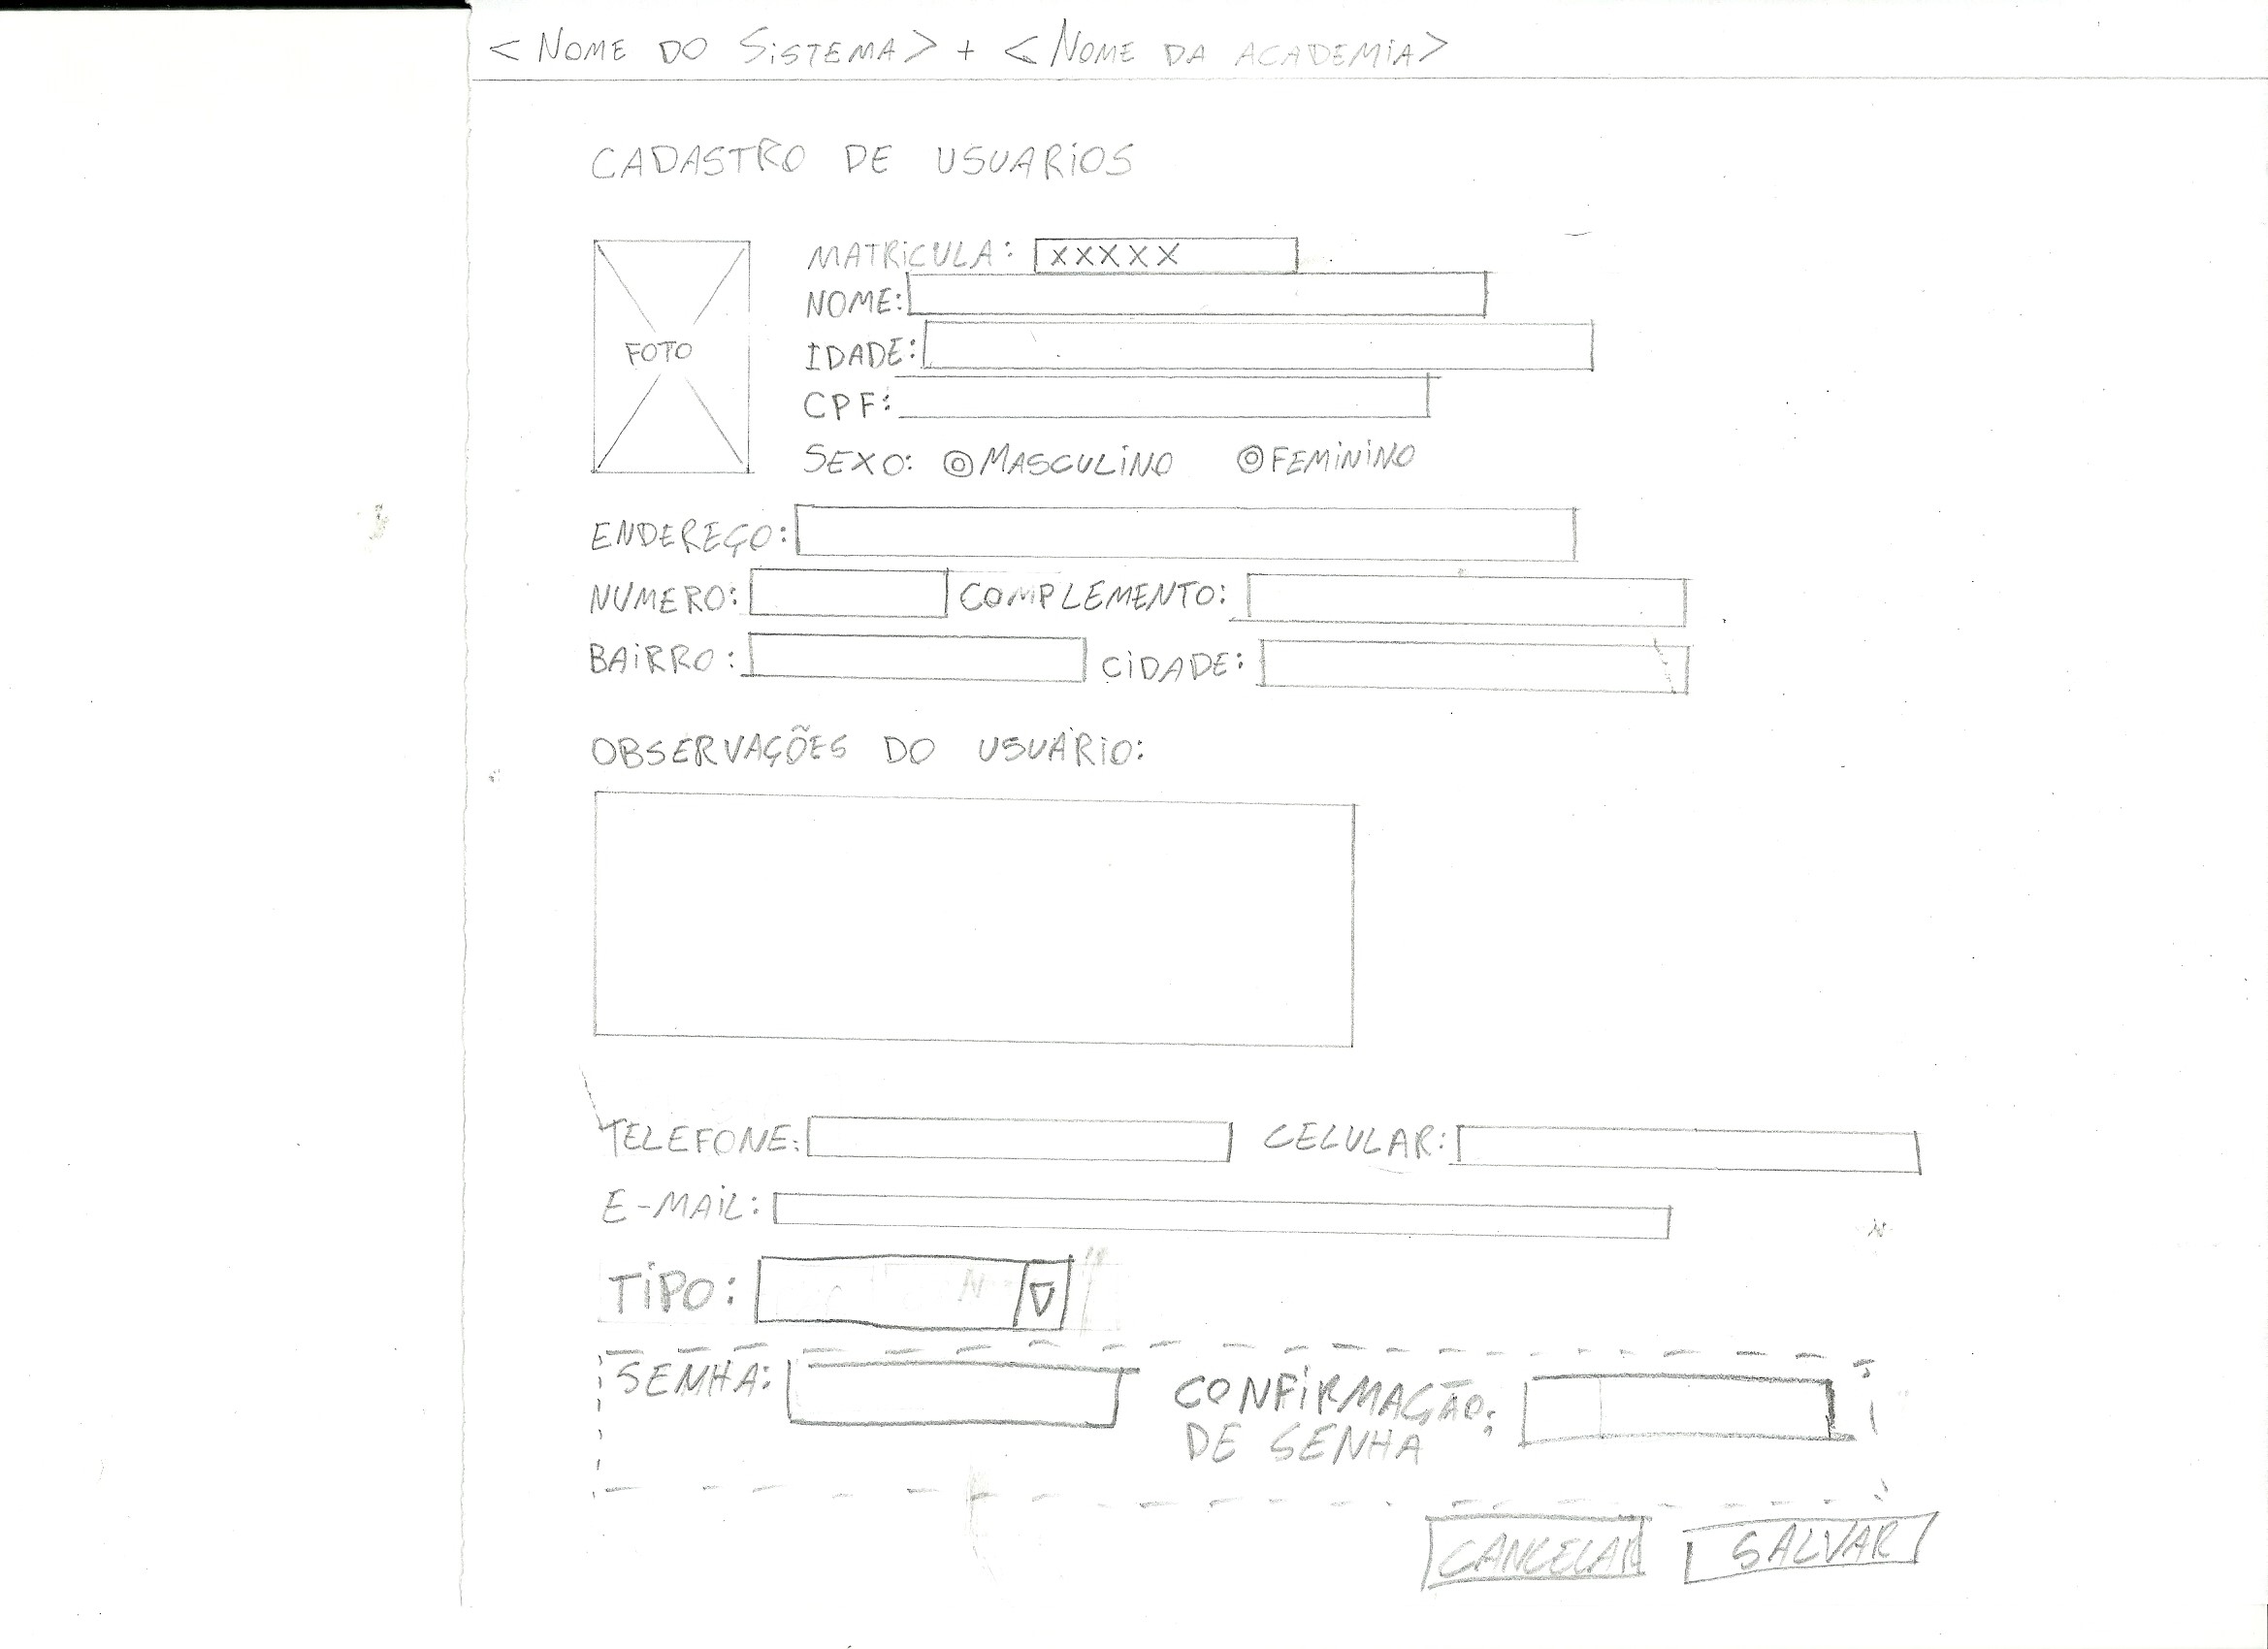 <NOME DO SISTEMA> + <NOME DA ACADEMIA>
CADASTRO DE USUARIOS
MATRICULA: XXXXX
NOME:
IDADE:
FOTO
CPF:
SEXO: MASCULINO FEMININO
ENDEREÇO:
NUMERO: COMPLEMENTO:
BAIRRO: CIDADE:
OBSERVAÇÕES DO USUÁRIO:
TELEFONE: CELULAR:
E-MAIL:
TIPO:
SENHA: CONFIRMAÇÃO:
DE SENHA
CANCELAR SALVAR